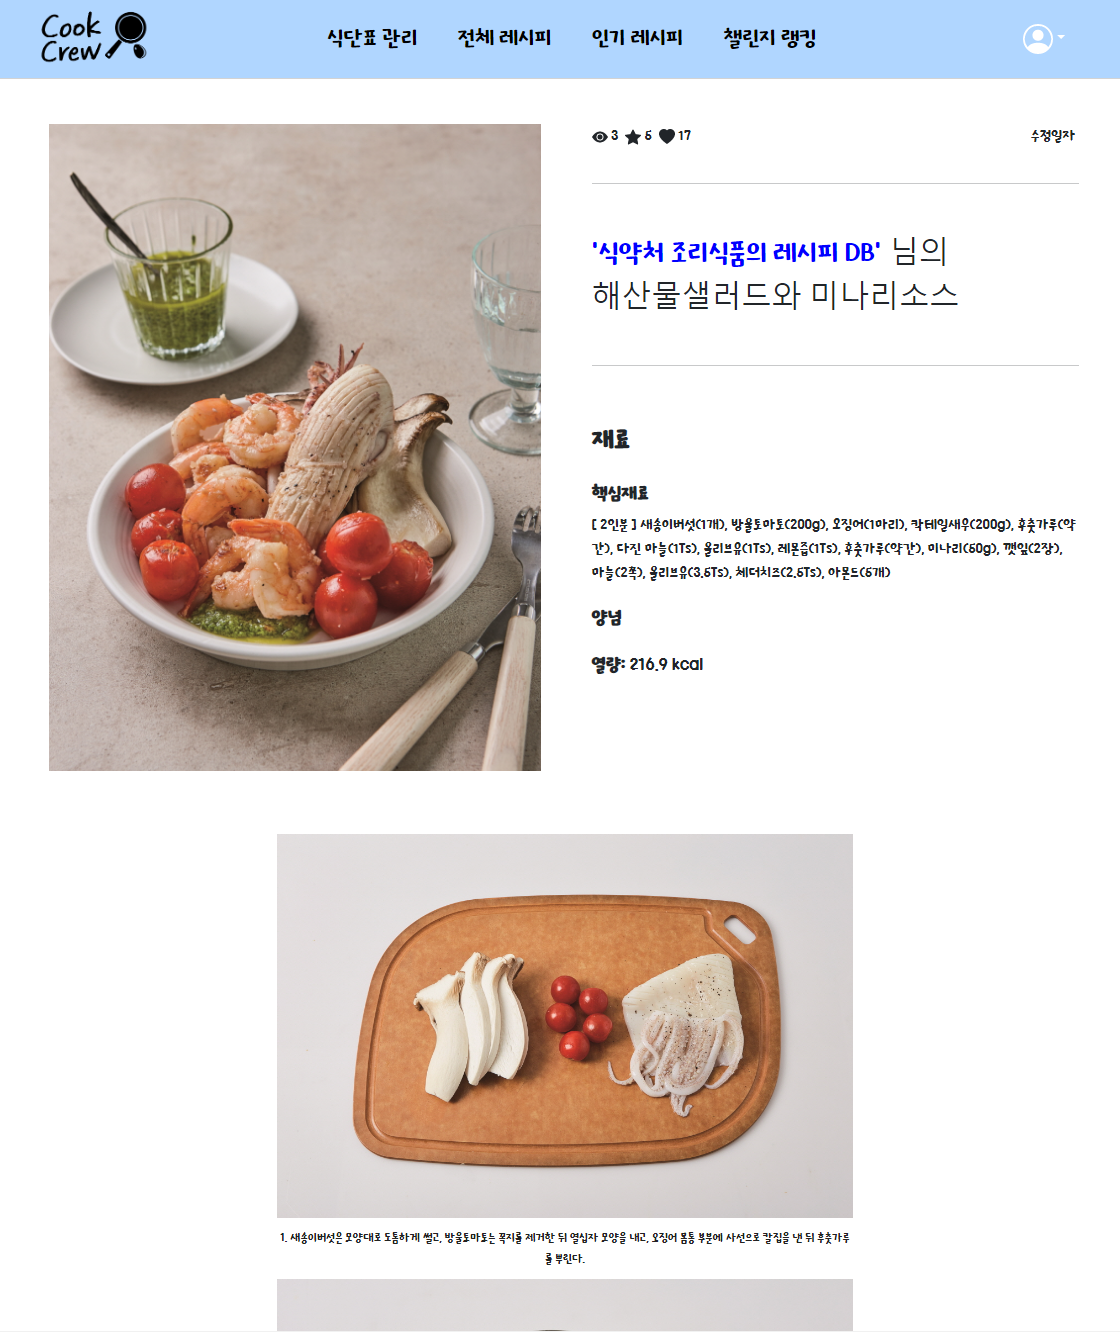 Cook
Crew
식단표 관리 전체 레시피 인기 레시피 챌린지 랭킹
3 5 17 수정일자
'식약처 조리식품의 레시피 DB' 님의
해산물샐러드와 미나리소스
재료
핵심재료
[ 2인분 ] 새송이버섯(1개), 방울토마토(200g), 오징어(1마리), 칵테일새우(200g), 후춧가루(약
간), 다진 마늘(1Ts), 올리브유(1Ts), 레몬즙(1Ts), 후춧가루(약간), 미나리(50g), 깻잎(2장),
마늘(2쪽), 올리브유(3.5Ts), 체더치즈(2.5Ts), 아몬드(5개)
양념
열량: 216.9 kcal
1. 새송이버섯은 모양대로 도톰하게 썰고, 방울토마토는 꼭지를 제거한 뒤 열십자 모양을 내고, 오징어 몸통 부분에 사선으로 칼집을 낸 뒤 후춧가루
를 뿌린다.